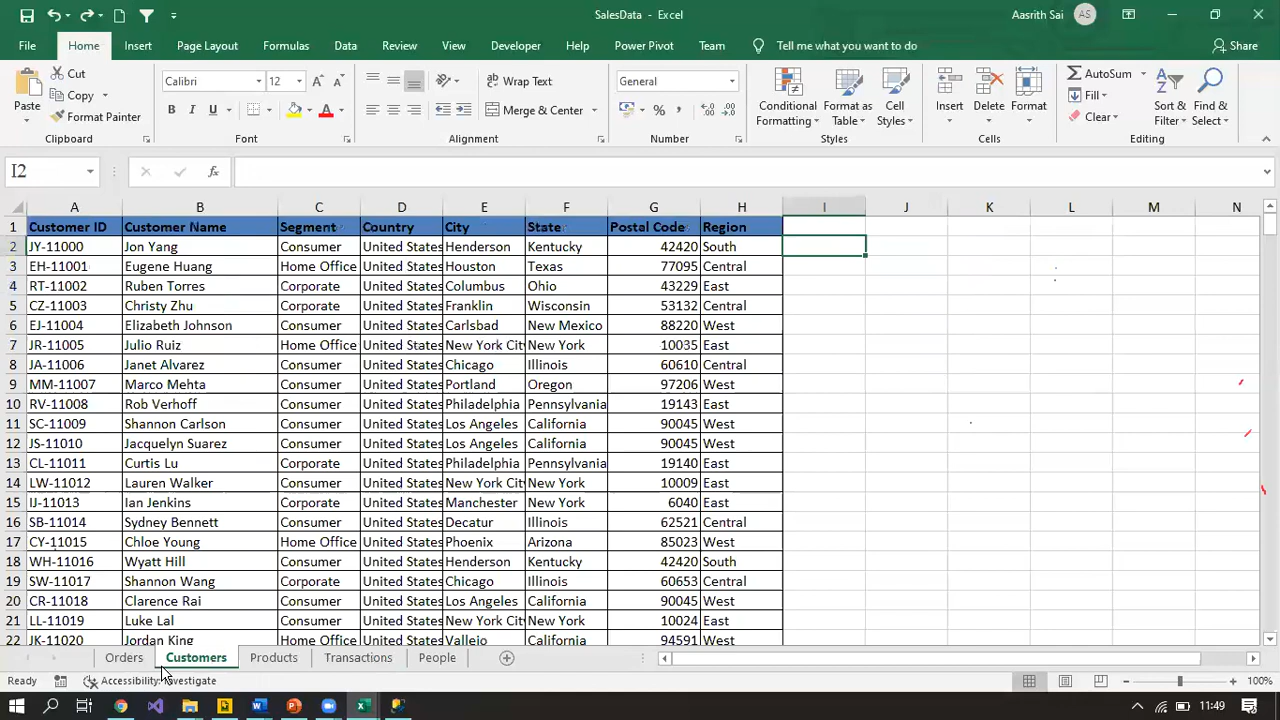 SalesData - Excel
Aasrith Sai AS
File Home Insert Page Layout Formulas Data Review View Developer Help Power Pivot Team Tell me what you want to do Share
Paste Cut Copy Format Painter Clipboard
Calibri 12 A A B I U A Font
ab Wrap Text Merge & Center Alignment
General % , Number
Conditional Formatting Format as Table Cell Styles Styles
Insert Delete Format Cells
AutoSum Fill Clear Sort & Filter Find & Select Editing
I2 fx
A B C D E F G H I J K L M N
1 Customer ID Customer Name Segment Country City State Postal Code Region
2 JY-11000 Jon Yang Consumer United States Henderson Kentucky 42420 South
3 EH-11001 Eugene Huang Home Office United States Houston Texas 77095 Central
4 RT-11002 Ruben Torres Corporate United States Columbus Ohio 43229 East
5 CZ-11003 Christy Zhu Corporate United States Franklin Wisconsin 53132 Central
6 EJ-11004 Elizabeth Johnson Consumer United States Carlsbad New Mexico 88220 West
7 JR-11005 Julio Ruiz Home Office United States New York City New York 10035 East
8 JA-11006 Janet Alvarez Consumer United States Chicago Illinois 60610 Central
9 MM-11007 Marco Mehta Consumer United States Portland Oregon 97206 West
10 RV-11008 Rob Verhoff Consumer United States Philadelphia Pennsylvania 19143 East
11 SC-11009 Shannon Carlson Consumer United States Los Angeles California 90045 West
12 JS-11010 Jacquelyn Suarez Consumer United States Los Angeles California 90045 West
13 CL-11011 Curtis Lu Corporate United States Philadelphia Pennsylvania 19140 East
14 LW-11012 Lauren Walker Consumer United States New York City New York 10009 East
15 IJ-11013 Ian Jenkins Corporate United States Manchester New York 6040 East
16 SB-11014 Sydney Bennett Consumer United States Decatur Illinois 62521 Central
17 CY-11015 Chloe Young Home Office United States Phoenix Arizona 85023 West
18 WH-11016 Wyatt Hill Consumer United States Henderson Kentucky 42420 South
19 SW-11017 Shannon Wang Corporate United States Chicago Illinois 60653 Central
20 CR-11018 Clarence Rai Consumer United States Los Angeles California 90045 West
21 LL-11019 Luke Lal Consumer United States New York City New York 10024 East
22 JK-11020 Jordan King Home Office United States Vallejo California 94591 West
Orders Customers Products Transactions People
Ready Accessibility: Investigate 100%
11:49